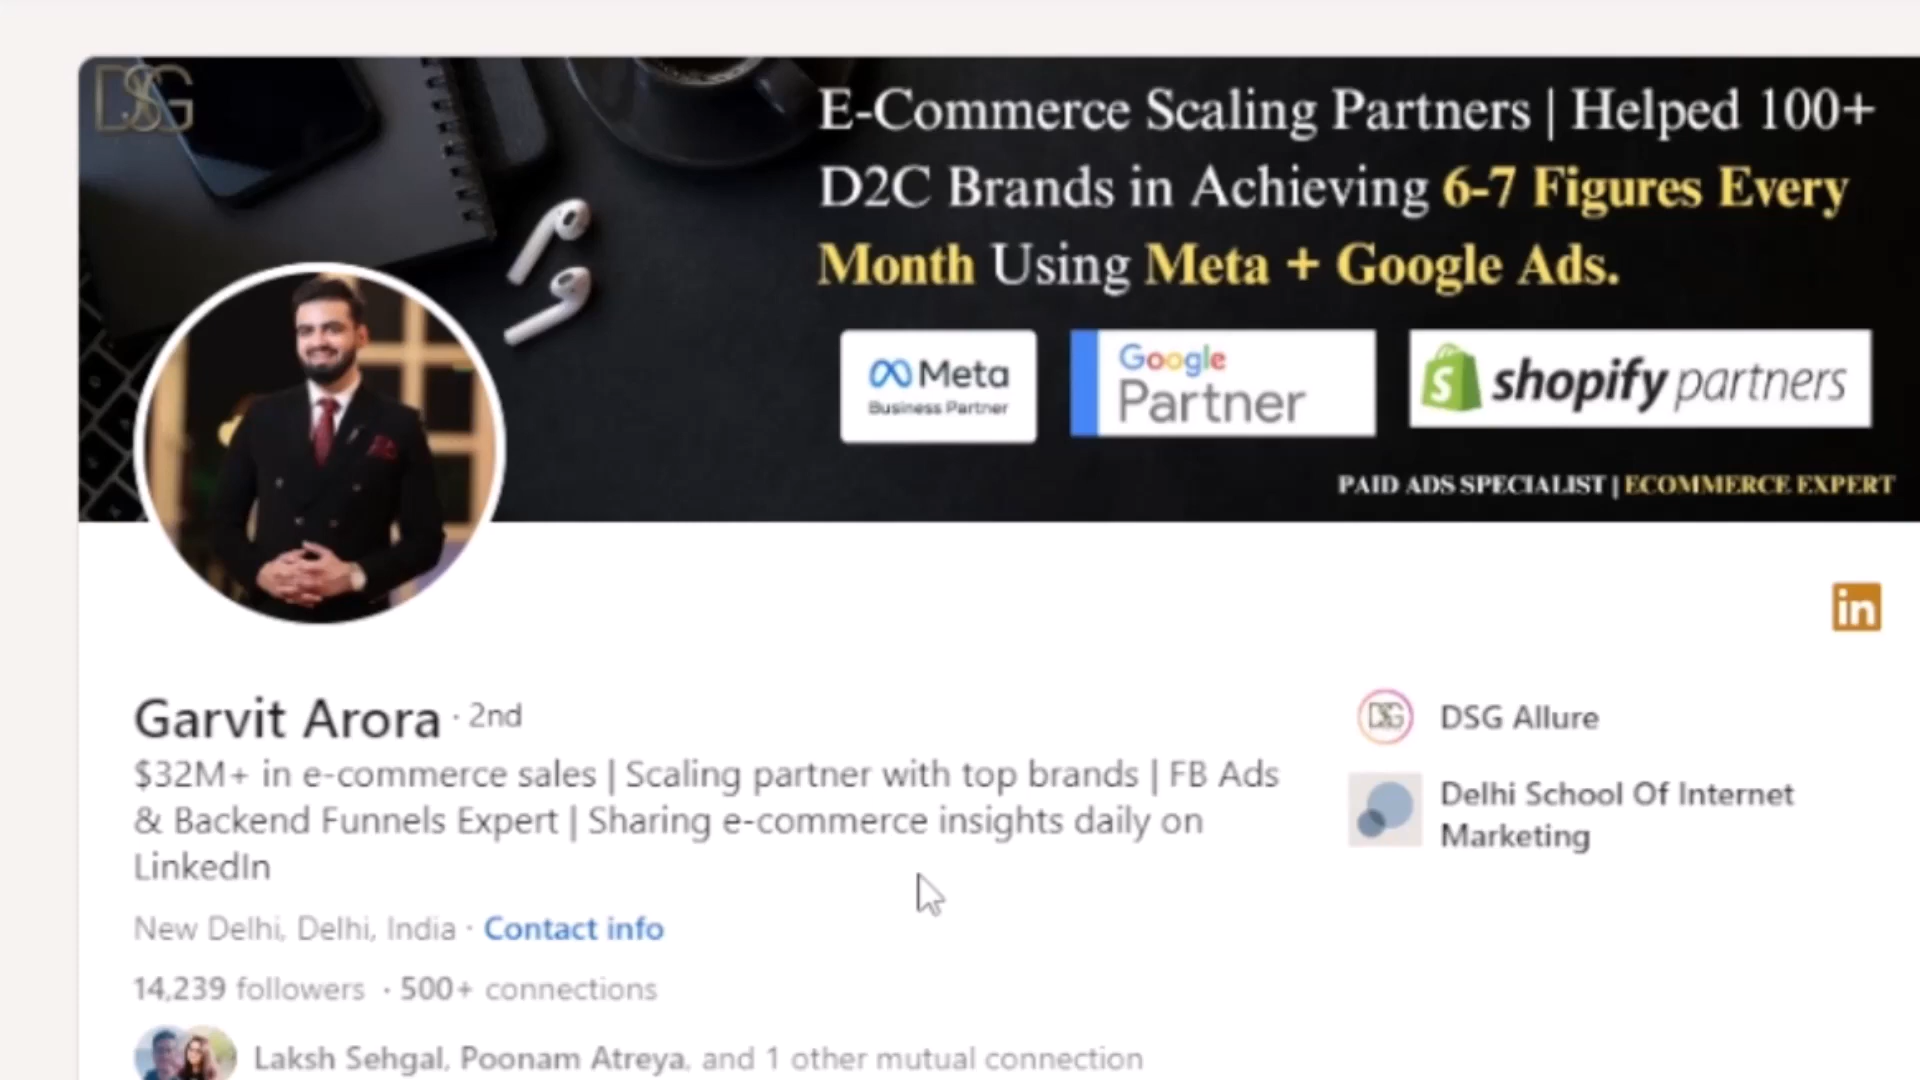 DSG
E-Commerce Scaling Partners | Helped 100+
D2C Brands in Achieving 6-7 Figures Every
Month Using Meta + Google Ads.
Meta
Business Partner
Google
Partner
shopify partners
PAID ADS SPECIALIST | ECOMMERCE EXPERT
in
Garvit Arora · 2nd
$32M+ in e-commerce sales | Scaling partner with top brands | FB Ads
& Backend Funnels Expert | Sharing e-commerce insights daily on
LinkedIn
New Delhi, Delhi, India · Contact info
14,239 followers · 500+ connections
Laksh Sehgal, Poonam Atreya, and 1 other mutual connection
DSG
DSG Allure
Delhi School Of Internet
Marketing